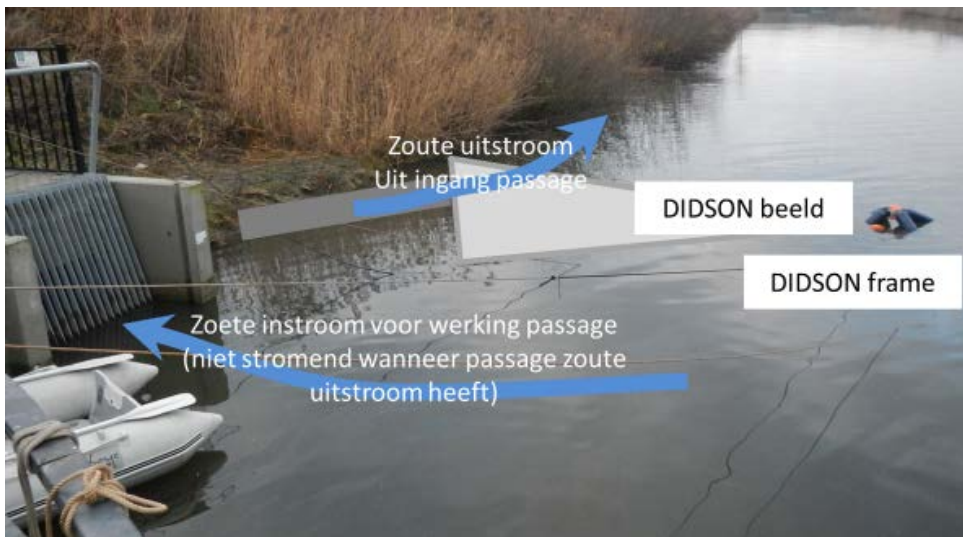 Zoute uitstroom
Uit ingang passage
DIDSON beeld
DIDSON frame
Zoete instroom voor werking passage
(niet stromend wanneer passage zoute
uitstroom heeft)